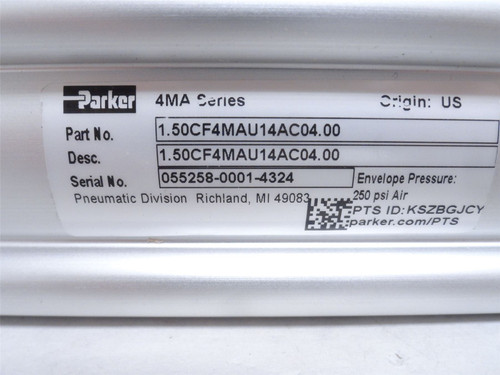 Parker 4MA Series Origin: US
Part No. 1.50CF4MAU14AC04.00
Desc. 1.50CF4MAU14AC04.00
Serial No. 055258-0001-4324 Envelope Pressure:
Pneumatic Division Richland, MI 49083 250 psi Air
PTS ID: KSZBGJCY
parker.com/PTS